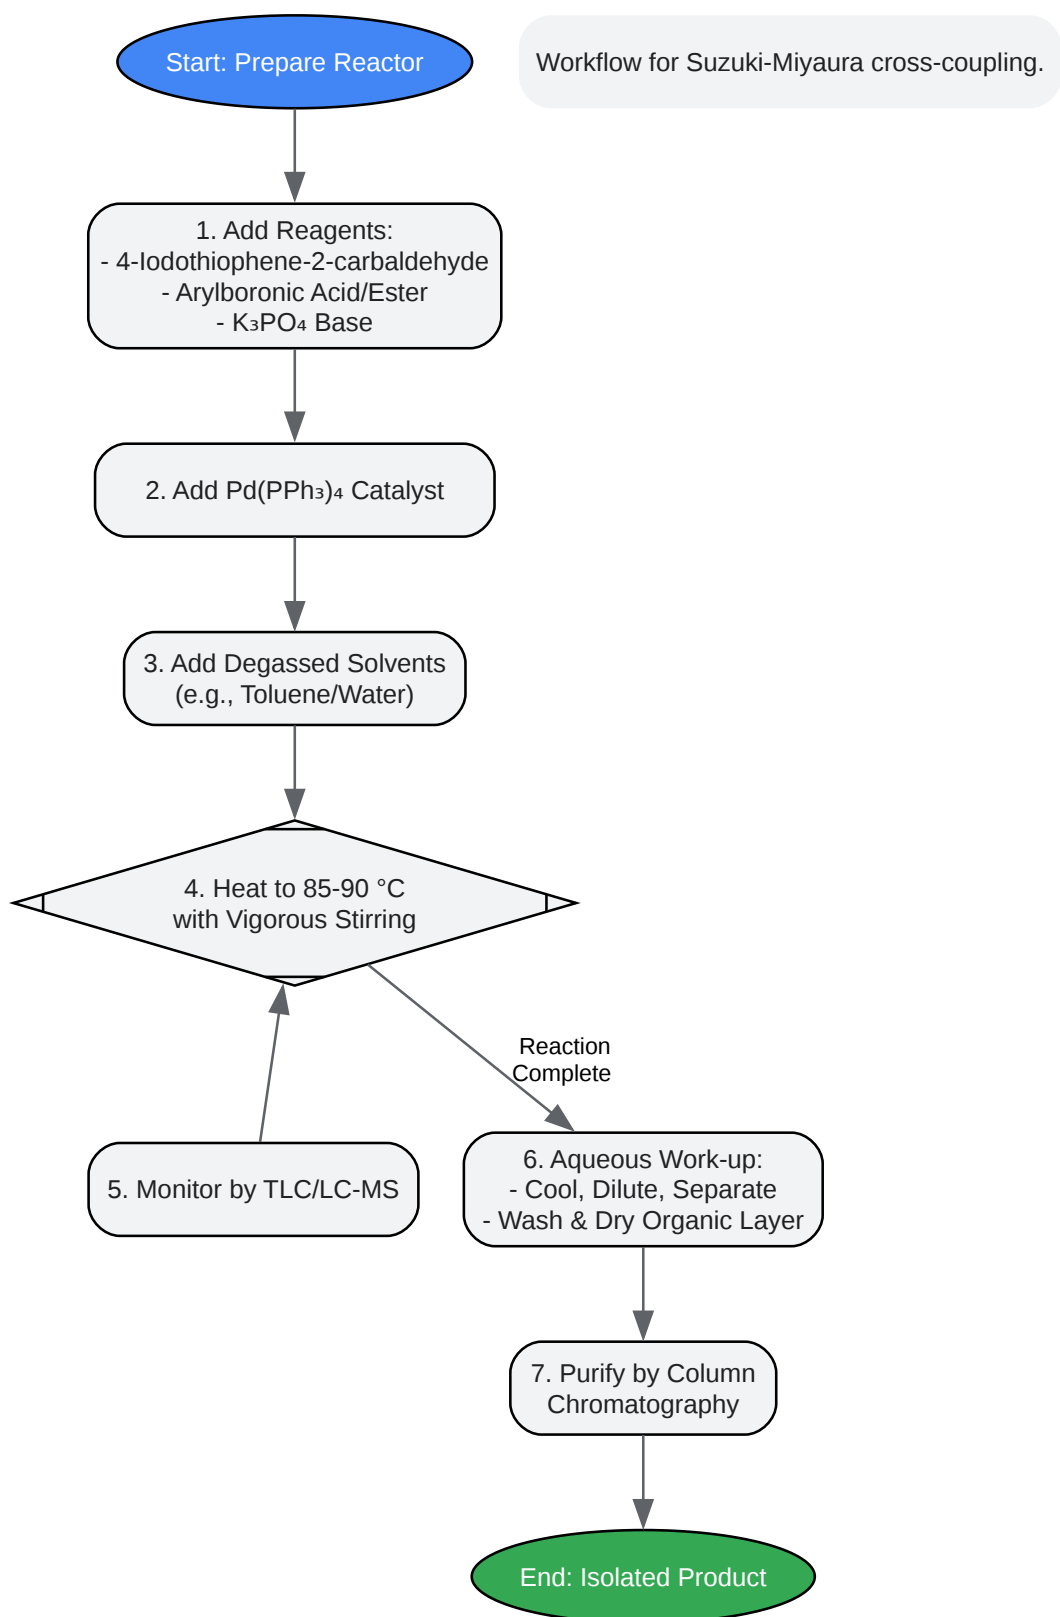 Start: Prepare Reactor
Workflow for Suzuki-Miyaura cross-coupling.
1. Add Reagents:
- 4-Iodothiophene-2-carbaldehyde
- Arylboronic Acid/Ester
- K₃PO₄ Base
2. Add Pd(PPh₃)₄ Catalyst
3. Add Degassed Solvents
(e.g., Toluene/Water)
4. Heat to 85-90 °C
with Vigorous Stirring
Reaction
Complete
5. Monitor by TLC/LC-MS
6. Aqueous Work-up:
- Cool, Dilute, Separate
- Wash & Dry Organic Layer
7. Purify by Column
Chromatography
End: Isolated Product